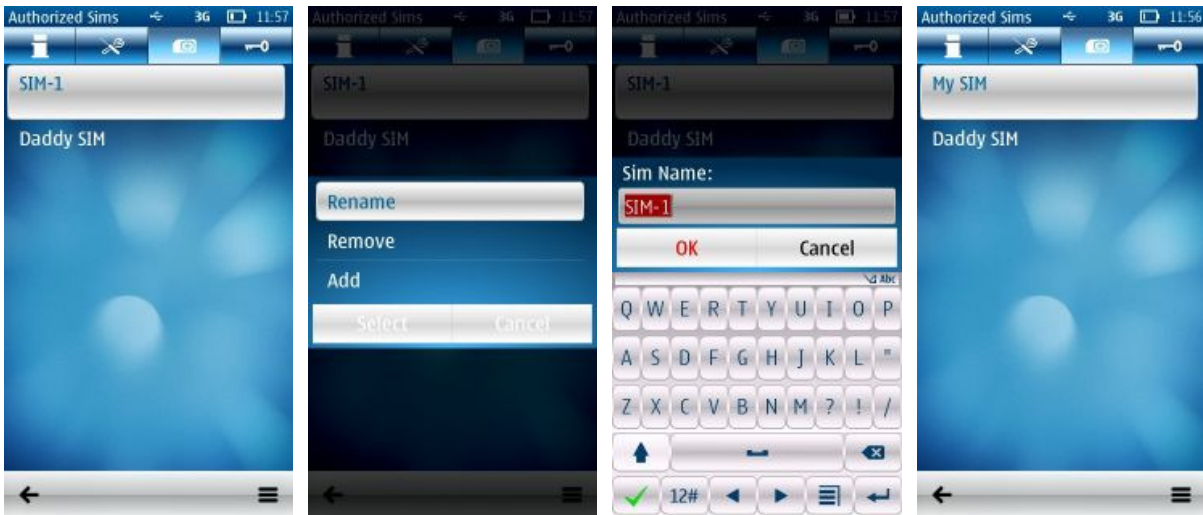 Authorized Sims 3G 11:57
SIM-1
Daddy SIM
Authorized Sims 3G 11:57
SIM-1
Daddy SIM
Rename
Remove
Add
Select Cancel
Authorized Sims 3G 11:57
SIM-1
Daddy SIM
Sim Name:
SIM-1
OK Cancel
Abc
Q W E R T Y U I O P
A S D F G H J K L "
Z X C V B N M ? ! /
12#
Authorized Sims 3G 11:56
My SIM
Daddy SIM